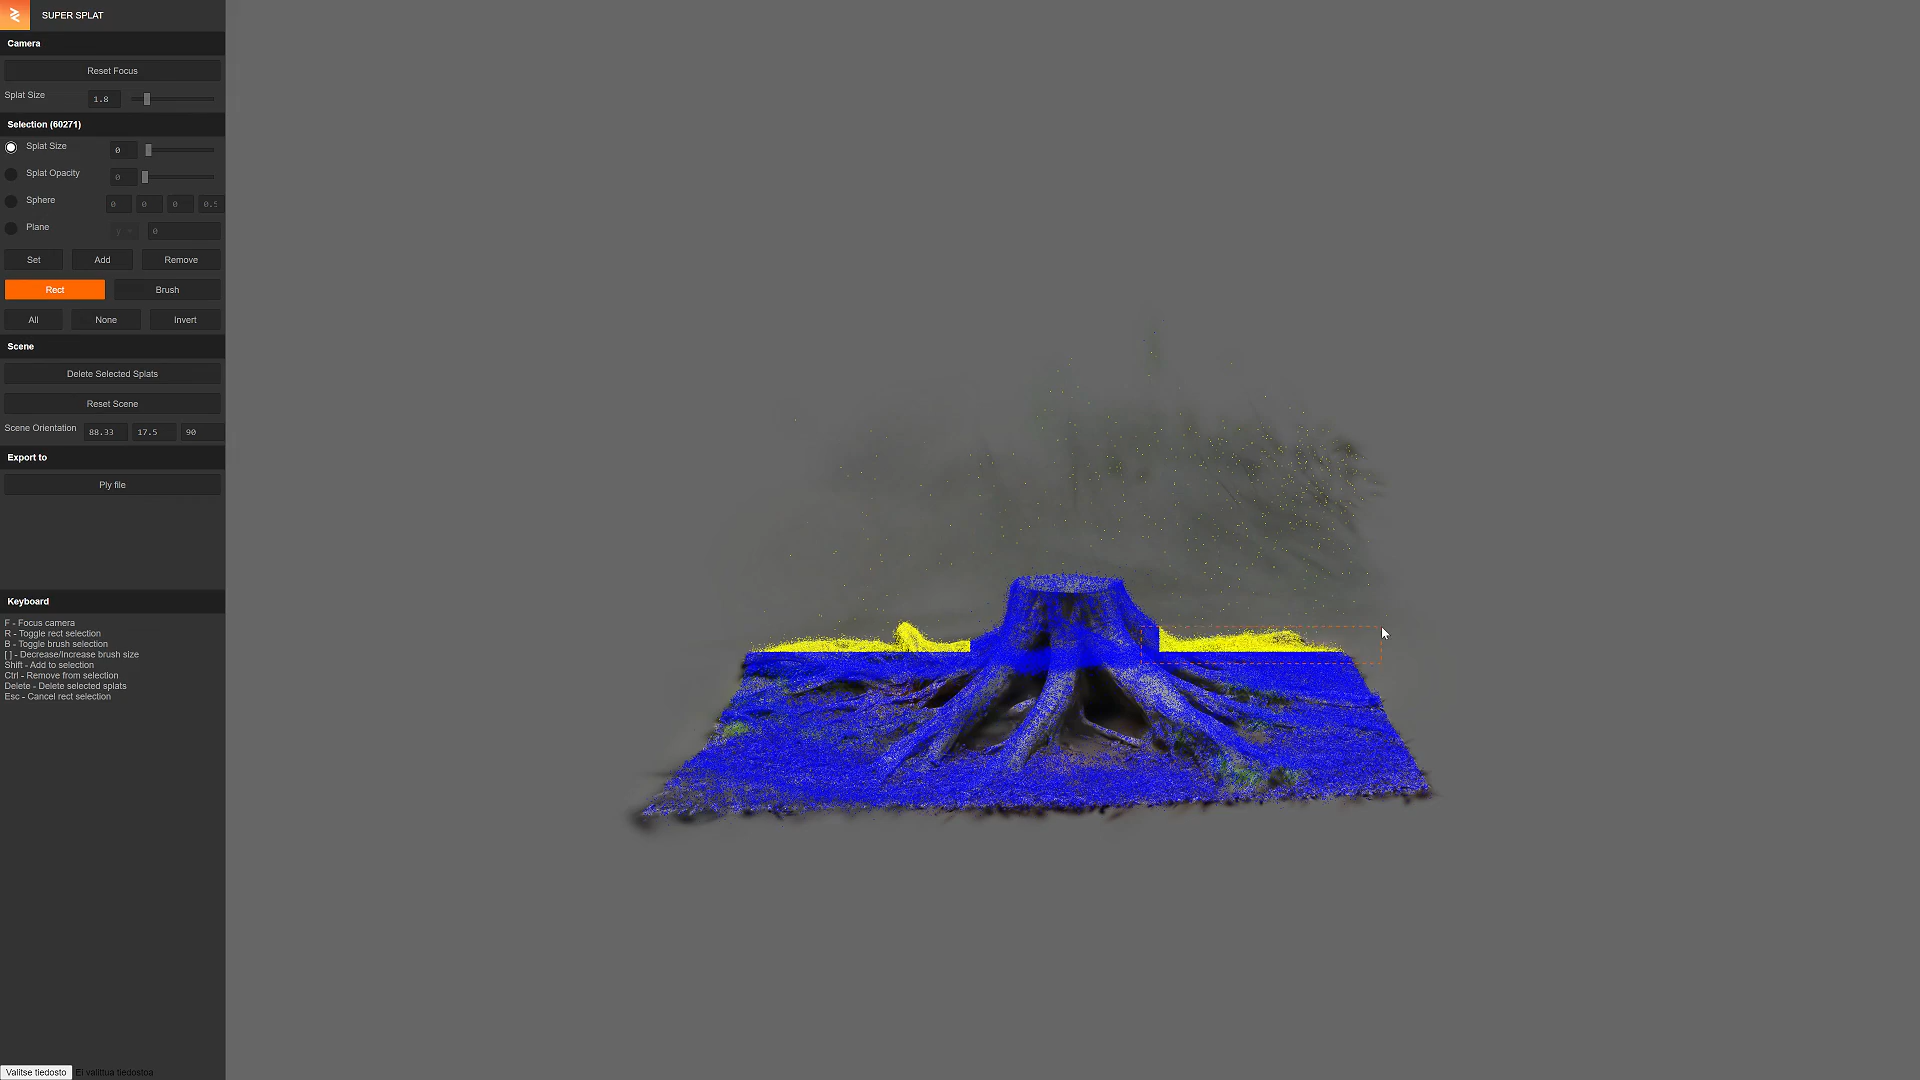 SUPER SPLAT
Camera
Reset Focus
Splat Size 1.8
Selection (60271)
Splat Size 0
Splat Opacity 0
Sphere 0 0 0 0.5
Plane y 0
Set Add Remove
Rect Brush
All None Invert
Scene
Delete Selected Splats
Reset Scene
Scene Orientation 88.33 17.5 90
Export to
Ply file
Keyboard
F - Focus camera
R - Toggle rect selection
B - Toggle brush selection
[ ] - Decrease/Increase brush size
Shift - Add to selection
Ctrl - Remove from selection
Delete - Delete selected splats
Esc - Cancel rect selection
Valitse tiedosto Ei valittua tiedostoa